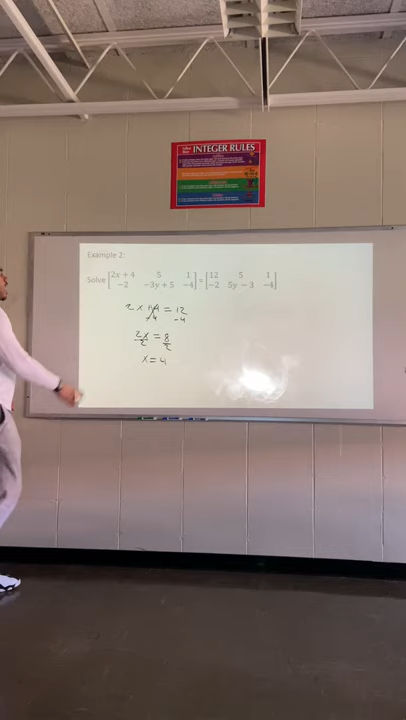 INTEGER RULES
Example 2:
Solve [2x + 4 5 1 -2 -3y + 5 -4] = [12 5 1 -2 5y - 3 -4]
2x +4 = 12
-4 -4
2x = 8
2 2
x = 4